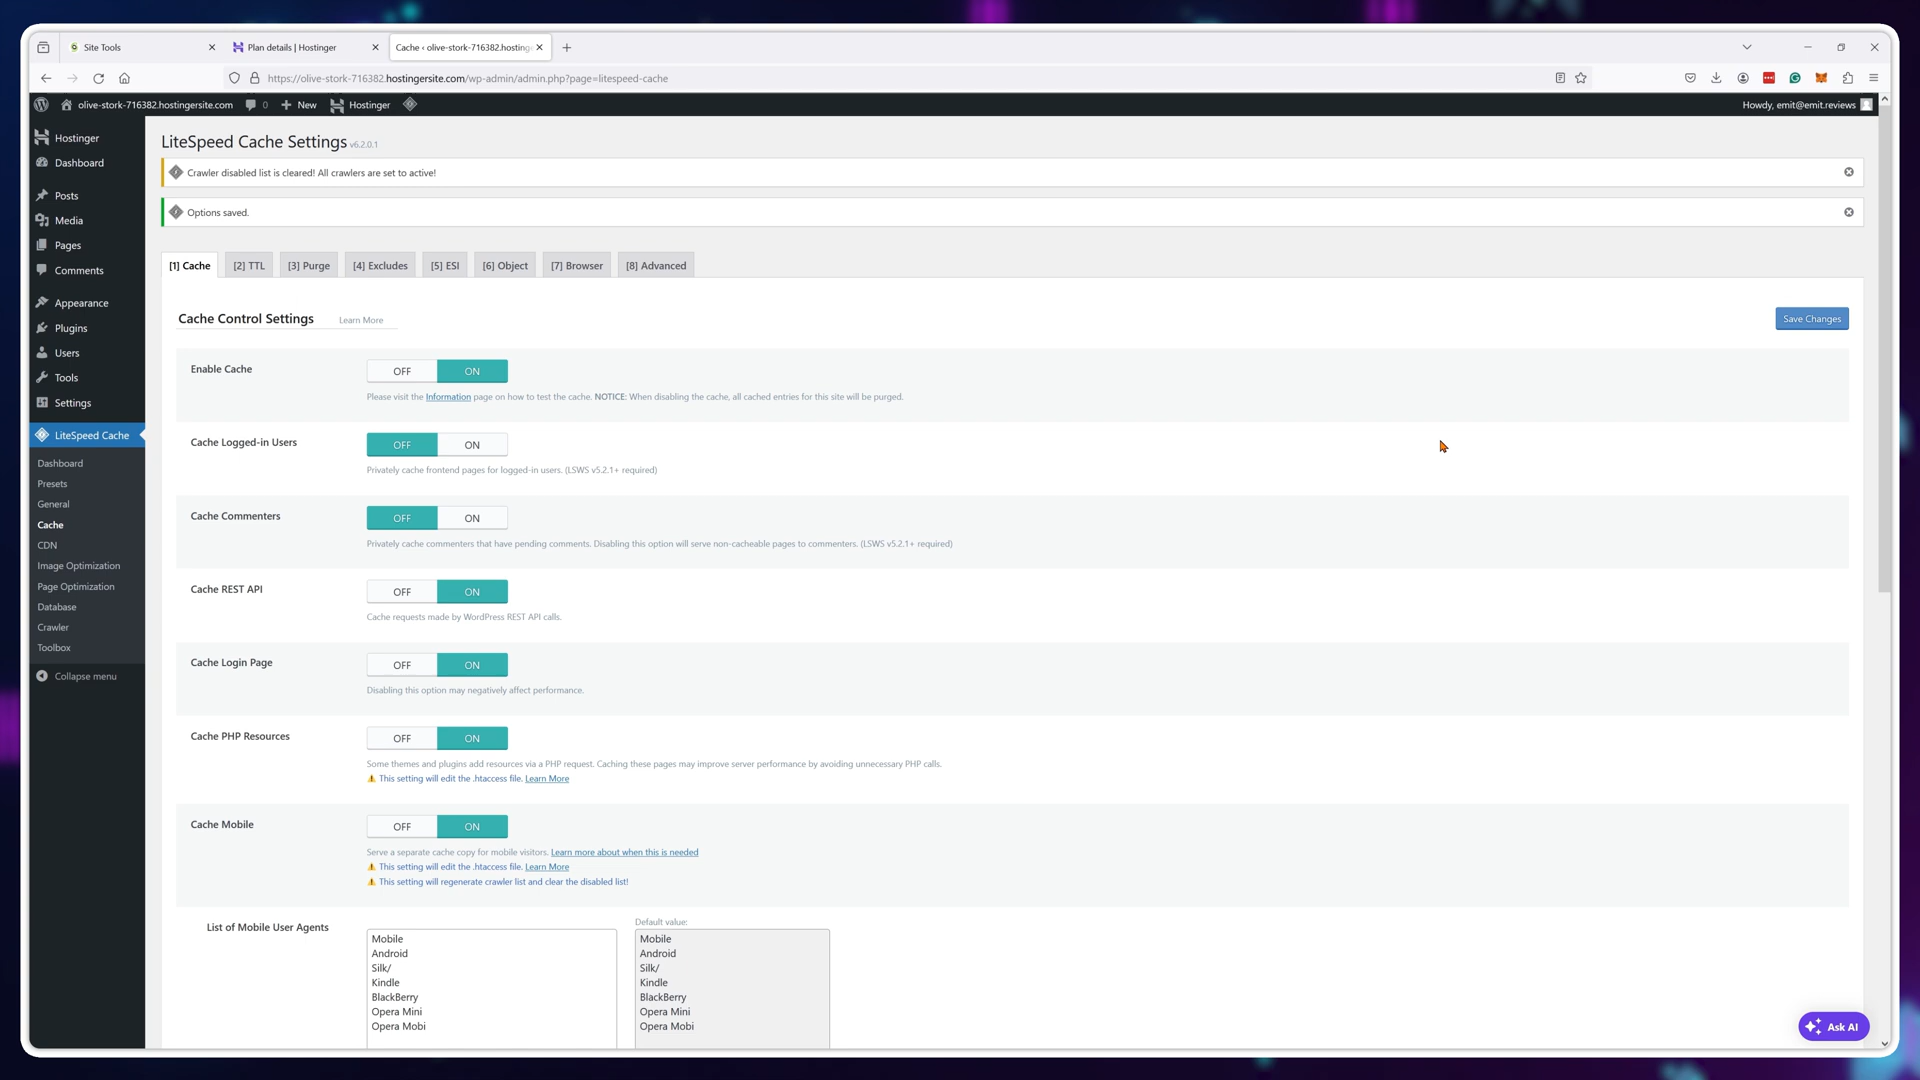 Site Tools
Plan details | Hostinger
Cache ‹ olive-stork-716382.hosting
https://olive-stork-716382.hostingersite.com/wp-admin/admin.php?page=litespeed-cache
olive-stork-716382.hostingersite.com
0
New
Hostinger
Howdy, emit@emit.reviews
Hostinger
Dashboard
Posts
Media
Pages
Comments
Appearance
Plugins
Users
Tools
Settings
LiteSpeed Cache
Dashboard
Presets
General
Cache
CDN
Image Optimization
Page Optimization
Database
Crawler
Toolbox
Collapse menu
LiteSpeed Cache Settings v6.2.0.1
Crawler disabled list is cleared! All crawlers are set to active!
Options saved.
[1] Cache
[2] TTL
[3] Purge
[4] Excludes
[5] ESI
[6] Object
[7] Browser
[8] Advanced
Cache Control Settings
Learn More
Save Changes
Enable Cache
OFF
ON
Please visit the Information page on how to test the cache. NOTICE: When disabling the cache, all cached entries for this site will be purged.
Cache Logged-in Users
OFF
ON
Privately cache frontend pages for logged-in users. (LSWS v5.2.1+ required)
Cache Commenters
OFF
ON
Privately cache commenters that have pending comments. Disabling this option will serve non-cacheable pages to commenters. (LSWS v5.2.1+ required)
Cache REST API
OFF
ON
Cache requests made by WordPress REST API calls.
Cache Login Page
OFF
ON
Disabling this option may negatively affect performance.
Cache PHP Resources
OFF
ON
Some themes and plugins add resources via a PHP request. Caching these pages may improve server performance by avoiding unnecessary PHP calls.
This setting will edit the .htaccess file. Learn More
Cache Mobile
OFF
ON
Serve a separate cache copy for mobile visitors. Learn more about when this is needed
This setting will edit the .htaccess file. Learn More
This setting will regenerate crawler list and clear the disabled list!
List of Mobile User Agents
Mobile
Android
Silk/
Kindle
BlackBerry
Opera Mini
Opera Mobi
Default value:
Mobile
Android
Silk/
Kindle
BlackBerry
Opera Mini
Opera Mobi
Ask AI